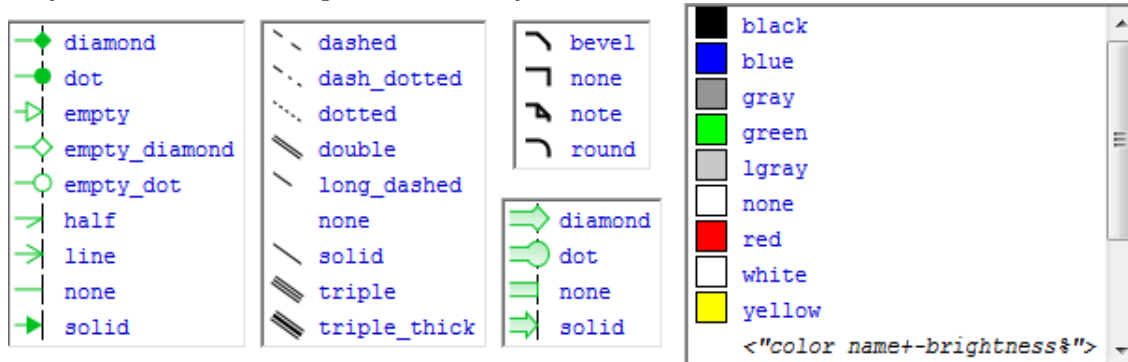 diamond
dot
empty
empty_diamond
empty_dot
half
line
none
solid
dashed
dash_dotted
dotted
double
long_dashed
none
solid
triple
triple_thick
bevel
none
note
round
diamond
dot
none
solid
black
blue
gray
green
lgray
none
red
white
yellow
<"color name+-brightness%">